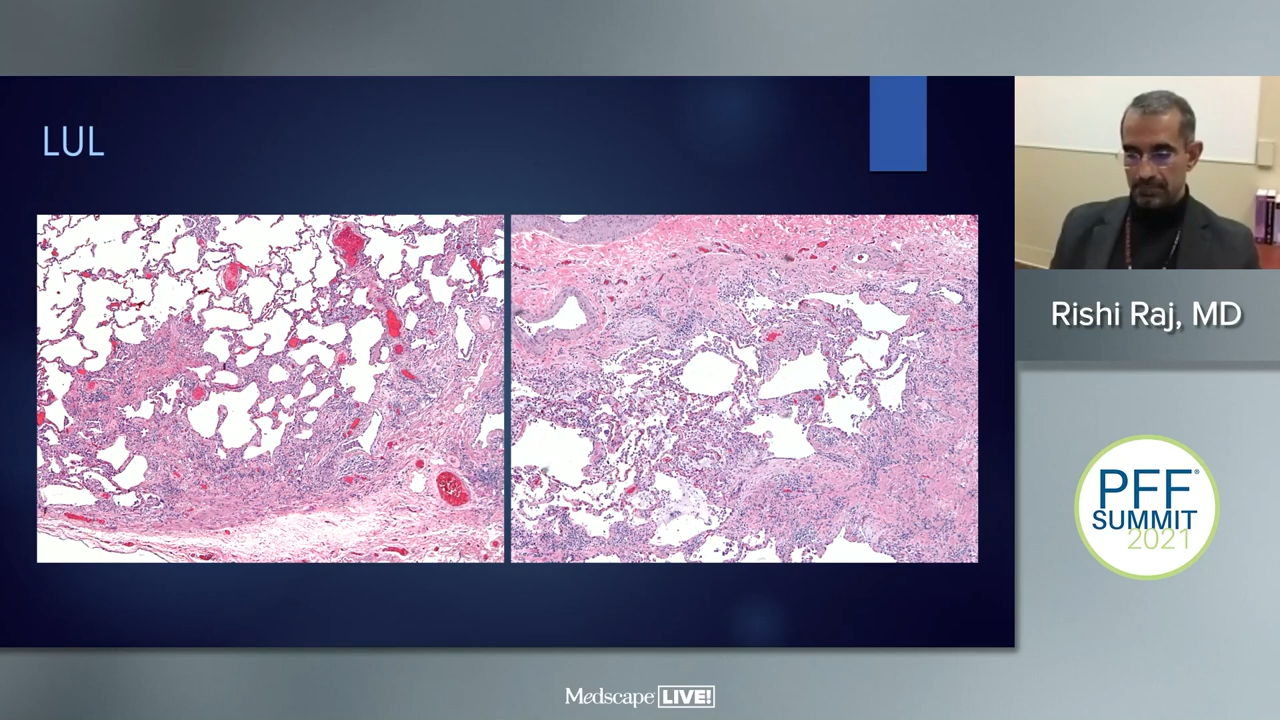 LUL
Rishi Raj, MD
PFF®
SUMMIT
2021
Medscape LIVE!